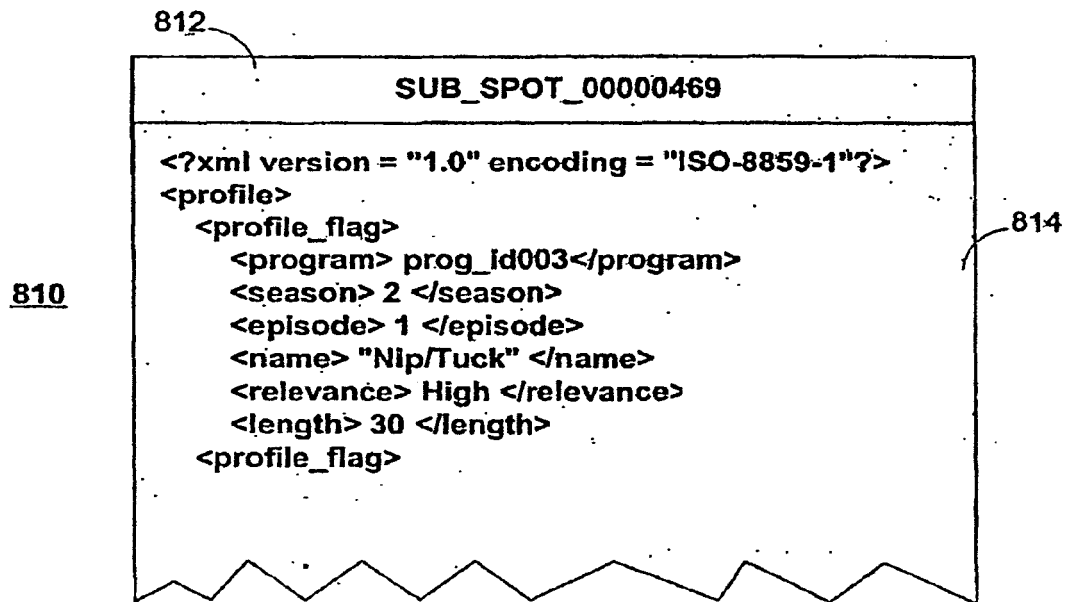 812
SUB_SPOT_00000469
<?xml version = "1.0" encoding = "ISO-8859-1"?>
<profile>
<profile_flag>
814
<program> prog_id003</program>
810
<season> 2 </season>
<episode> 1 </episode>
<name> "Nip/Tuck" </name>
<relevance> High </relevance>
<length> 30 </length>
<profile_flag>